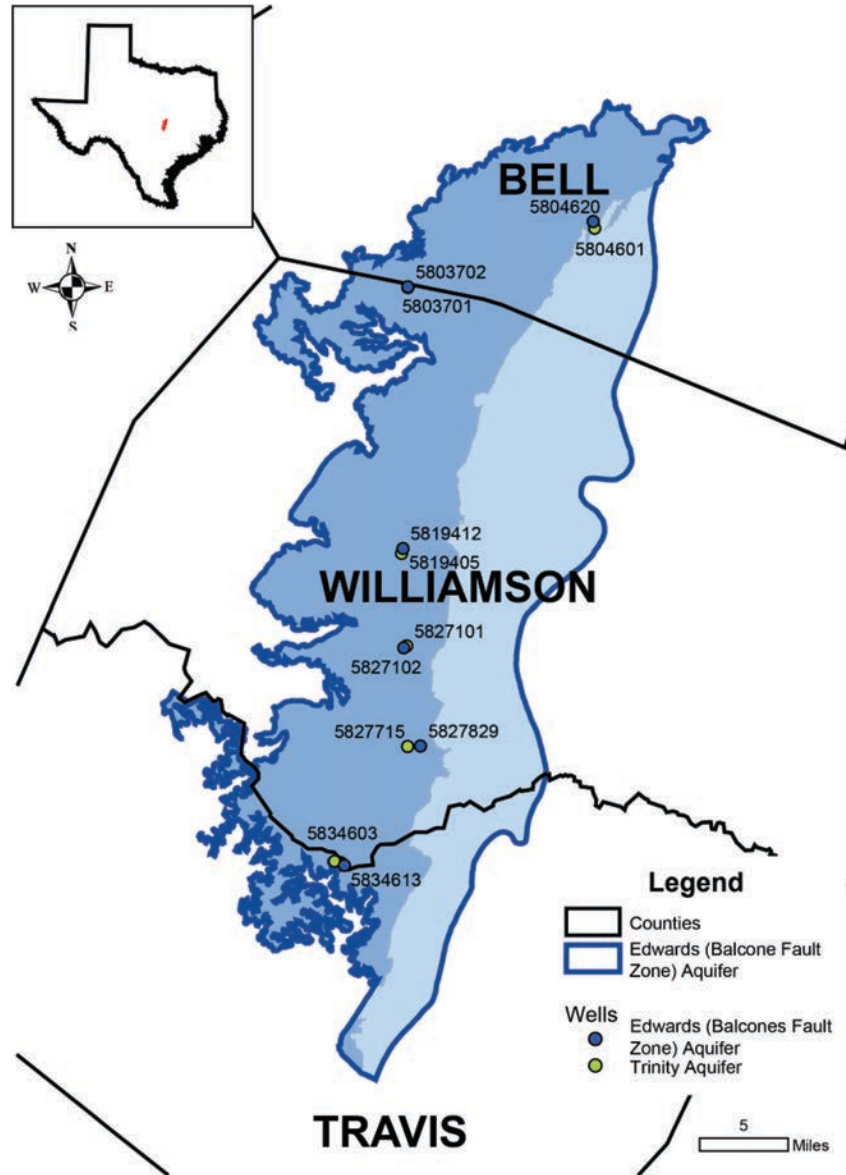 BELL
5804620
5804601
N
W
E
S
5803702
5803701
5819412
5819405
WILLIAMSON
5827101
5827102
5827715
5827829
5834603
5834613
Legend
Counties
Edwards (Balcone Fault
Zone) Aquifer
Wells
Edwards (Balcones Fault
Zone) Aquifer
Trinity Aquifer
TRAVIS
5
Miles